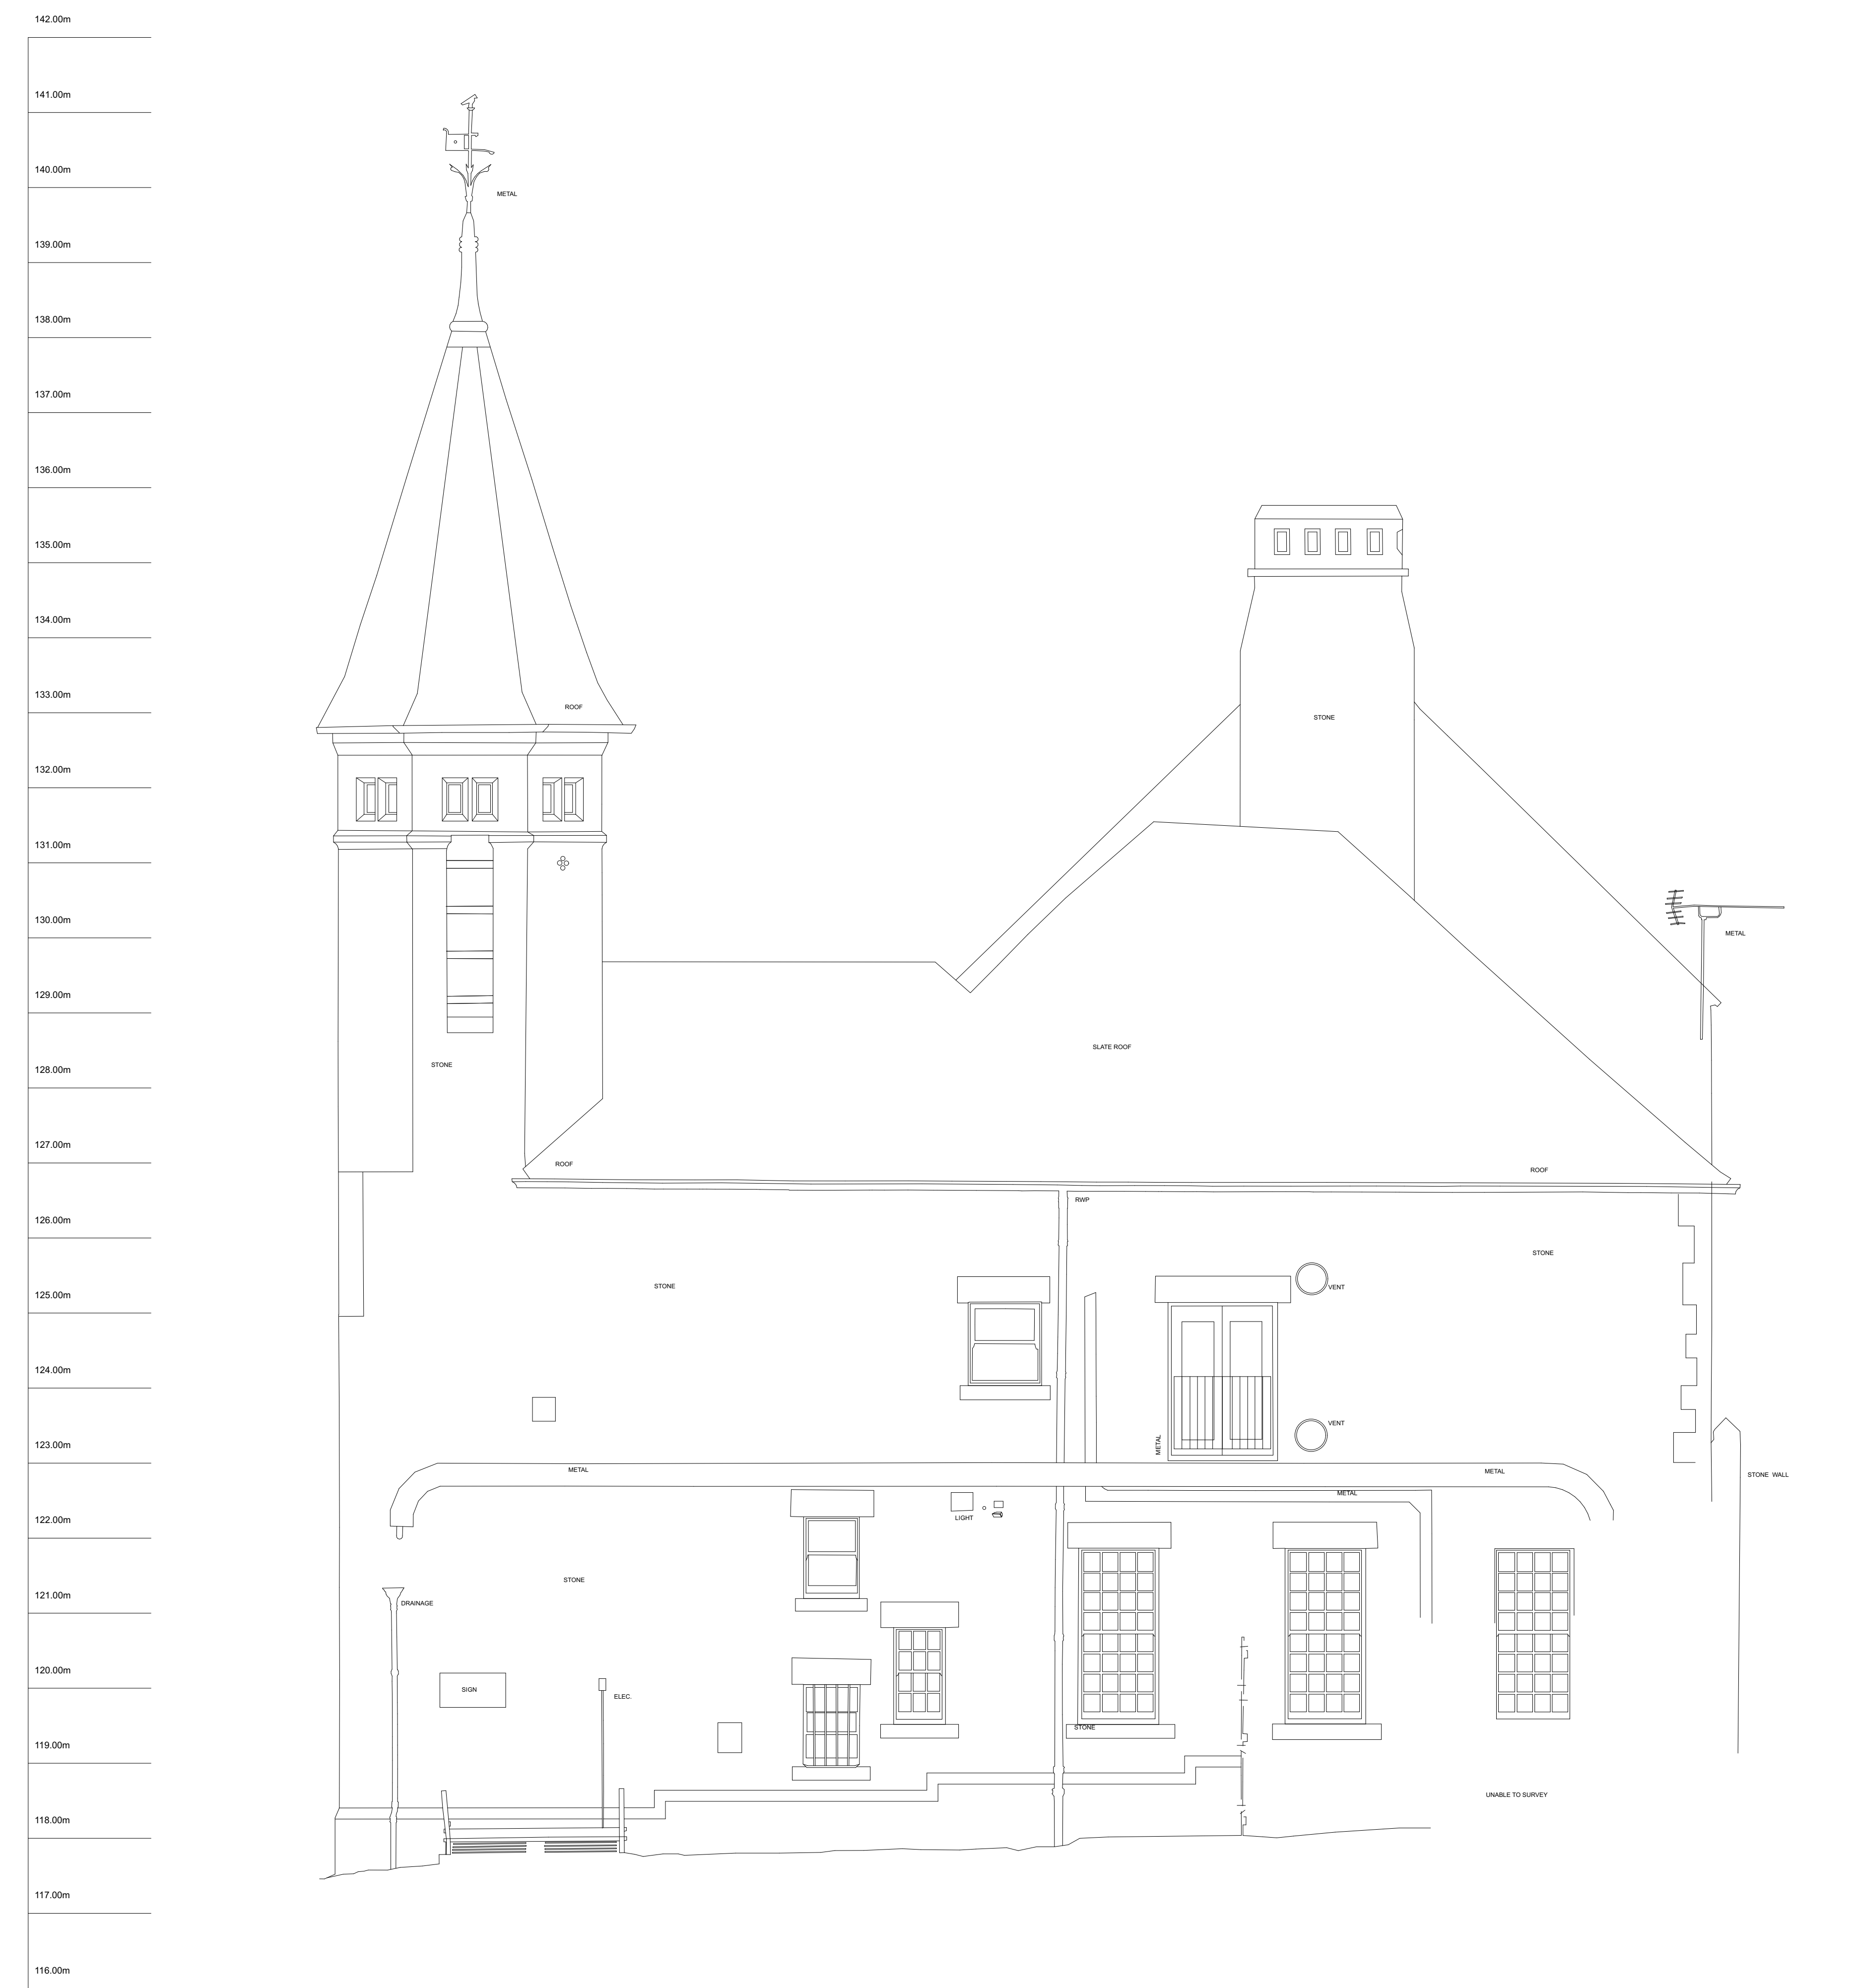 142.00m
141.00m
140.00m
METAL
139.00m
138.00m
137.00m
136.00m
135.00m
134.00m
133.00m
ROOF
STONE
132.00m
131.00m
130.00m
METAL
129.00m
SLATE ROOF
STONE
128.00m
127.00m
ROOF
ROOF
RWP
126.00m
STONE
STONE
VENT
125.00m
124.00m
VENT
METAL
123.00m
METAL
METAL
STONE WALL
METAL
LIGHT
122.00m
STONE
121.00m
DRAINAGE
120.00m
SIGN
ELEC.
STONE
119.00m
UNABLE TO SURVEY
118.00m
117.00m
116.00m